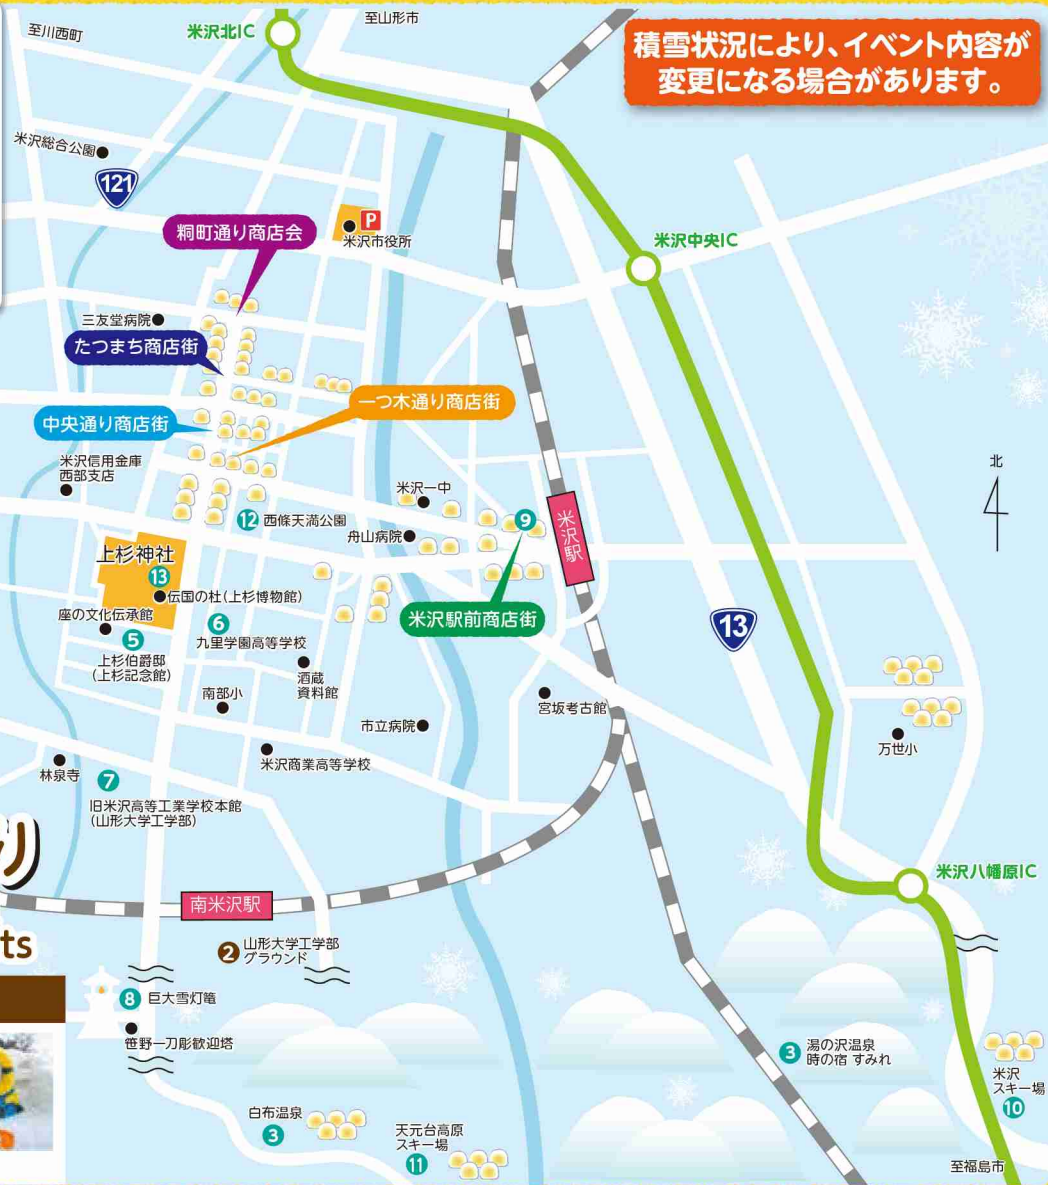 至川西町
米沢北IC
至山形市
積雪状況により、イベント内容が
変更になる場合があります。
米沢総合公園
121
P
米沢市役所
粡町通り商店会
米沢中央IC
三友堂病院
たつまち商店街
一つ木通り商店街
中央通り商店街
米沢信用金庫
西部支店
北
米沢一中
⑫ 西條天満公園
舟山病院
⑨
米沢駅
上杉神社
⑬
伝国の杜(上杉博物館)
座の文化伝承館
⑤
上杉伯爵邸
(上杉記念館)
⑥
九里学園高等学校
米沢駅前商店街
13
酒蔵
資料館
南部小
宮坂考古館
市立病院
万世小
米沢商業高等学校
林泉寺
⑦
旧米沢高等工業学校本館
(山形大学工学部)
り
米沢八幡原IC
南米沢駅
ts
② 山形大学工学部
グラウンド
⑧ 巨大雪灯篭
笹野一刀彫歓迎塔
③ 湯の沢温泉
時の宿 すみれ
米沢
スキー場
⑩
白布温泉
③
天元台高原
スキー場
⑪
至福島市